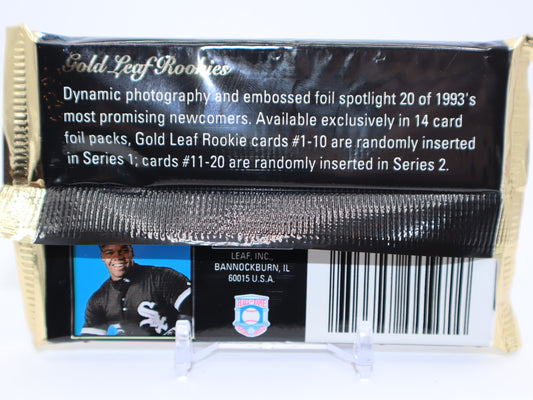 Gold Leaf Rookies
Dynamic photography and embossed foil spotlight 20 of 1993's
most promising newcomers. Available exclusively in 14 card
foil packs, Gold Leaf Rookie cards #1-10 are randomly inserted
in Series 1; cards #11-20 are randomly inserted in Series 2.
LEAF, INC.,
BANNOCKBURN, IL
60015 U.S.A.
Sox